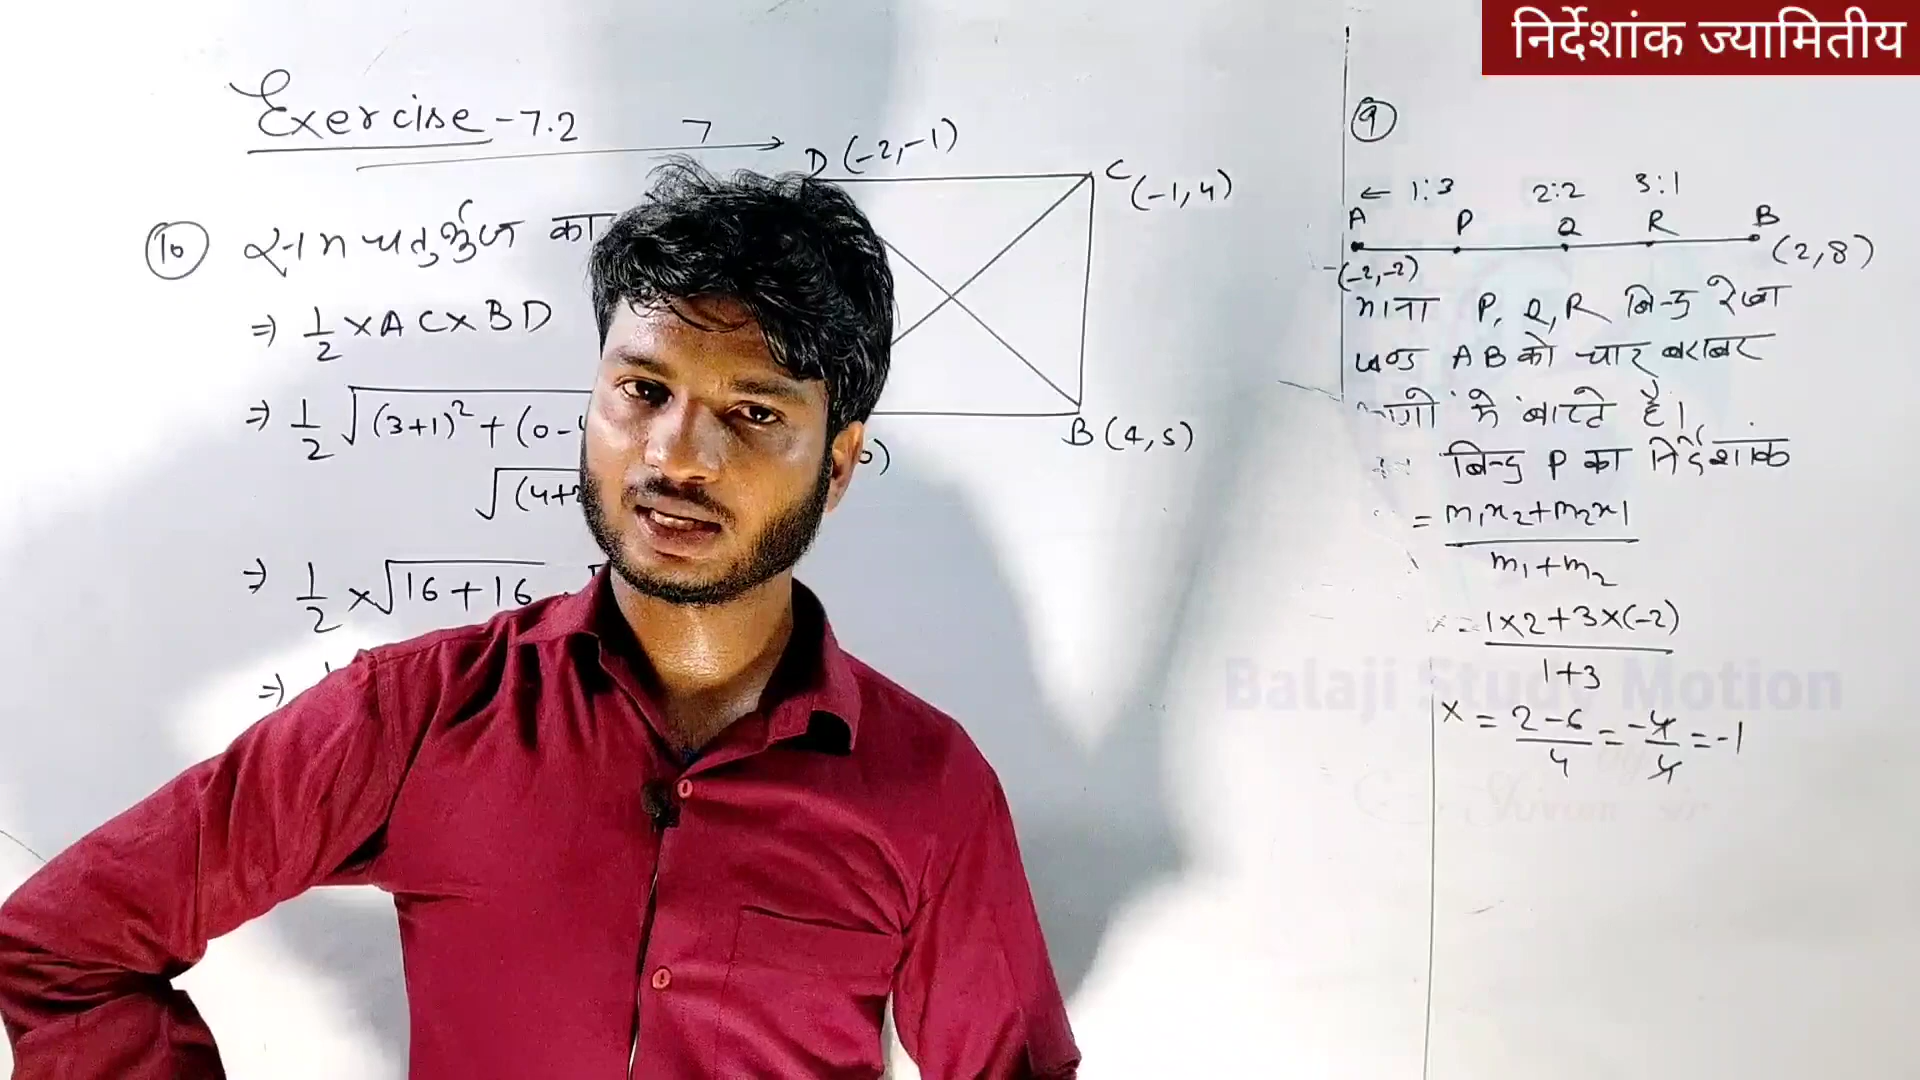 निर्देशांक ज्यामितीय
Exercise-7.2
7
D (-2,-1)
C (-1,4)
B (4,5)
10 का
⇒ 1/2 × AC × BD
⇒ 1/2 √(3+1)² + (0-
√(4+
⇒ 1/2 × √16+16
⇒
9
← 1:3 2:2 3:1
A P Q R B
(-2,-2) (2,8)
माना P, Q, R बिन्दु रेखा
खण्ड AB को चार बराबर
में बाटते है।
बिन्दु P का निर्देशांक
= m₁x₂+m₂x₁ / m₁+m₂
= 1×2+3×(-2) / 1+3
x = 2-6 / 4 = -4/4 = -1
Balaji Study Motion